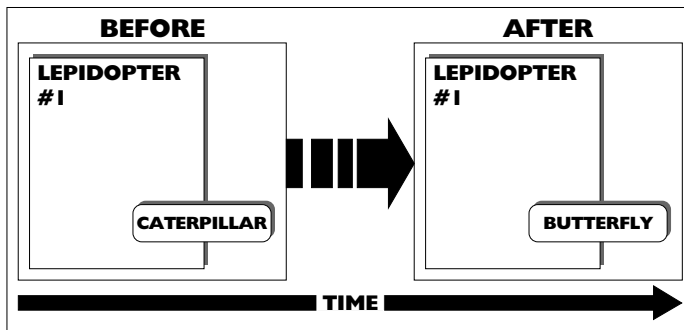 BEFORE
LEPIDOPTER
#1
CATERPILLAR
AFTER
LEPIDOPTER
#1
BUTTERFLY
TIME